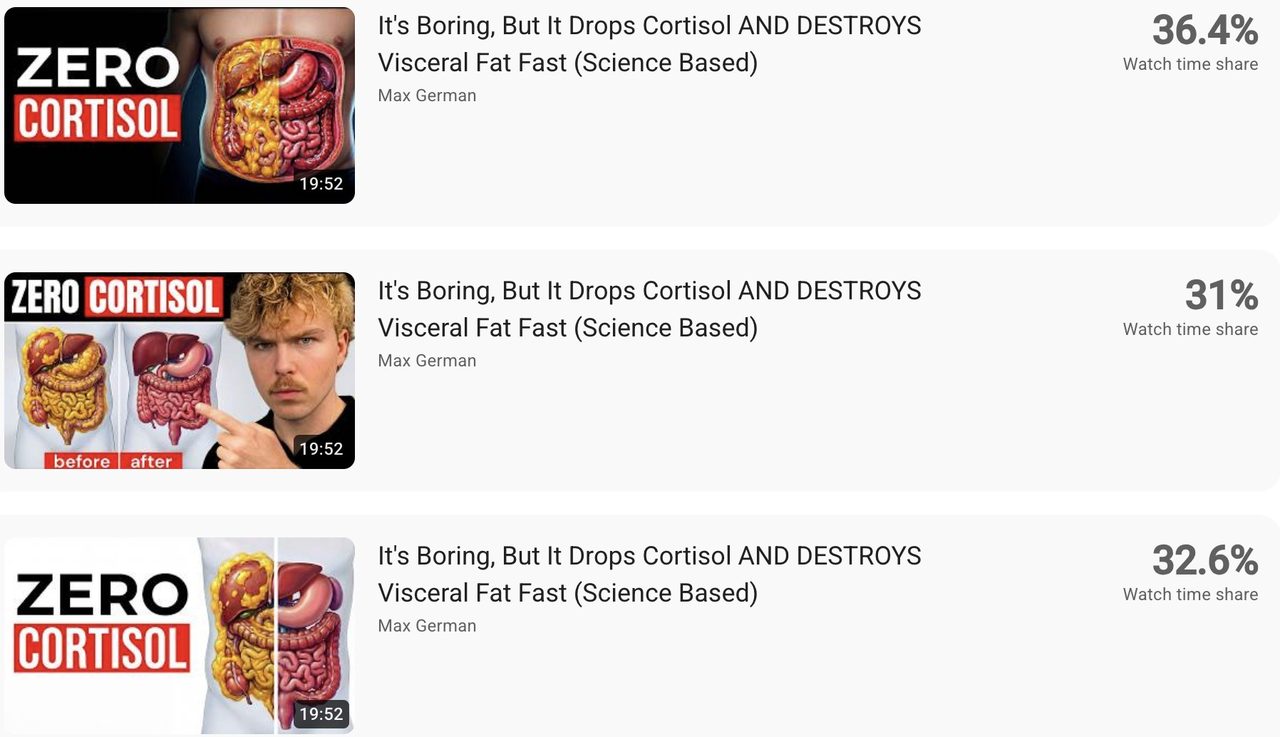 ZERO
CORTISOL
19:52
It's Boring, But It Drops Cortisol AND DESTROYS
Visceral Fat Fast (Science Based)
Max German
36.4%
Watch time share
ZERO CORTISOL
before after
19:52
It's Boring, But It Drops Cortisol AND DESTROYS
Visceral Fat Fast (Science Based)
Max German
31%
Watch time share
ZERO
CORTISOL
19:52
It's Boring, But It Drops Cortisol AND DESTROYS
Visceral Fat Fast (Science Based)
Max German
32.6%
Watch time share